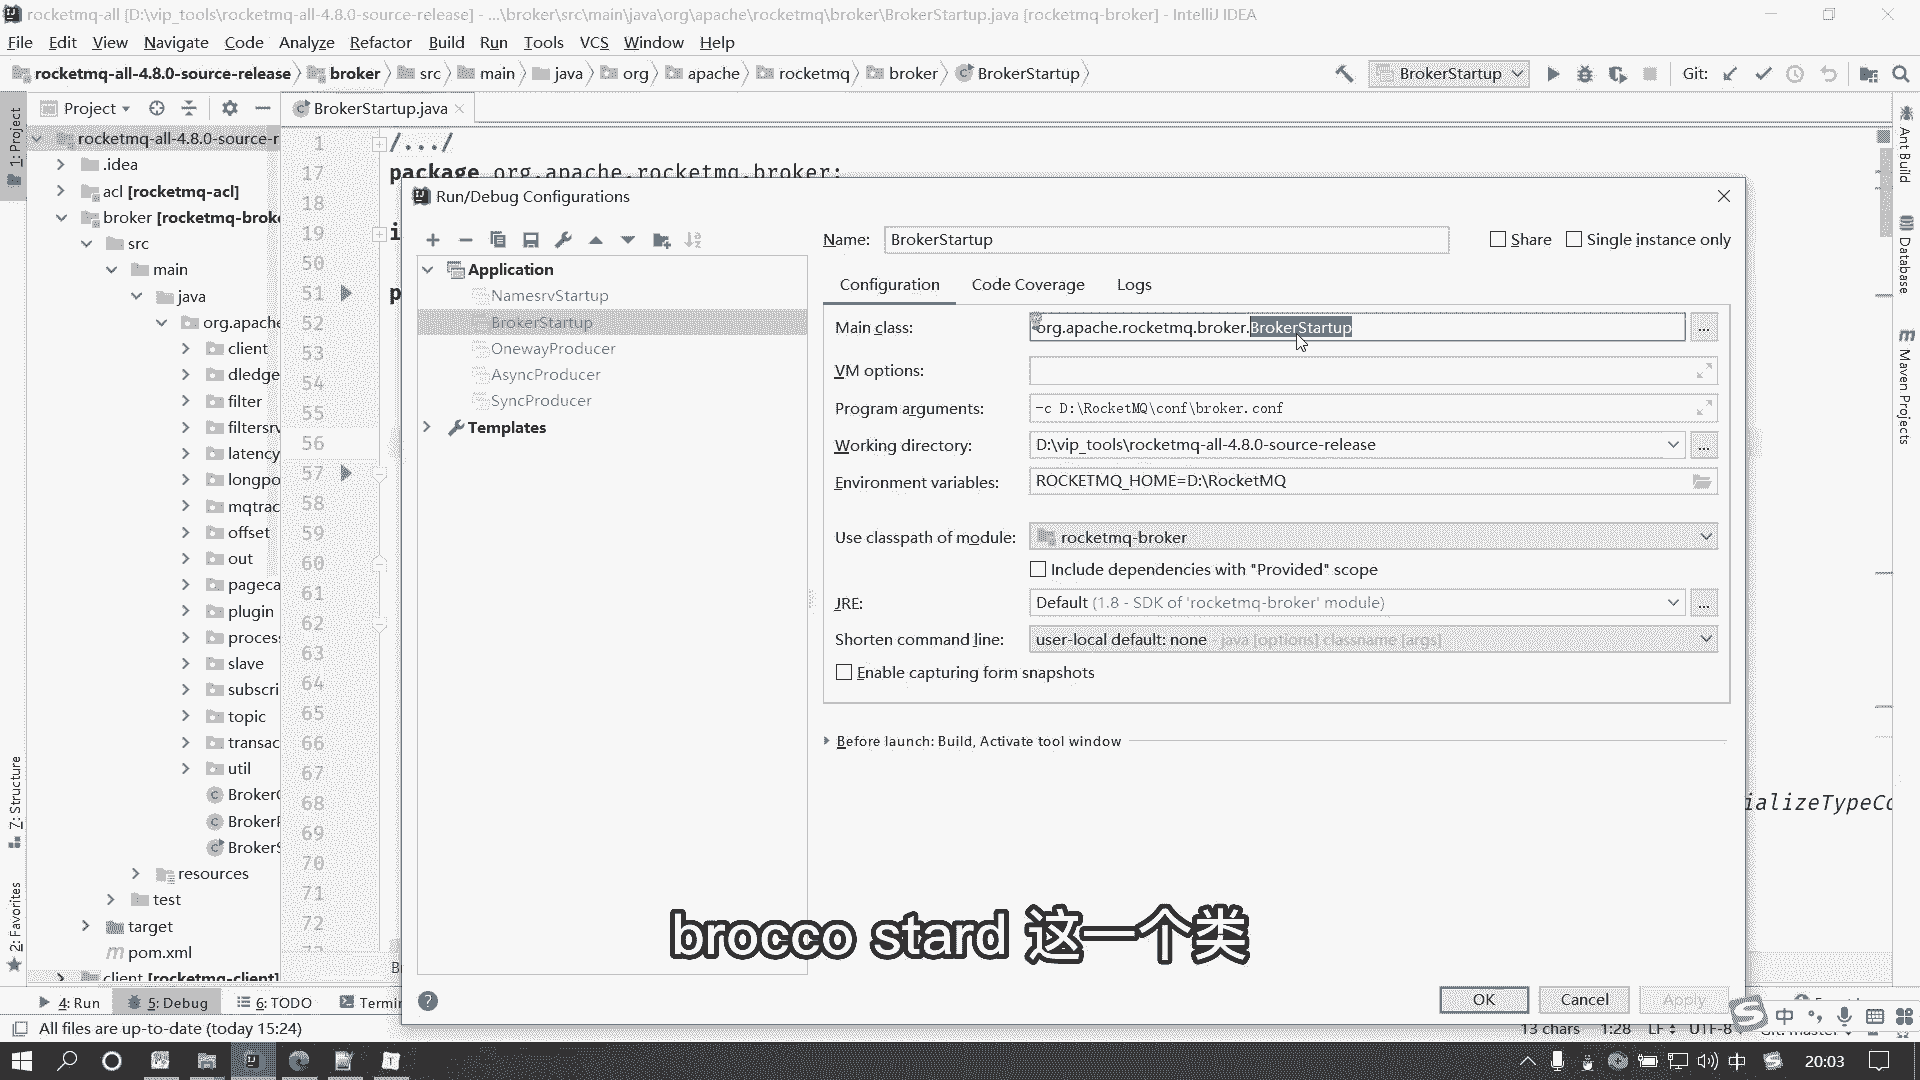 rocketmq-all [D:\vip_tools\rocketmq-all-4.8.0-source-release] - ...\broker\src\main\java\org\apache\rocketmq\broker\BrokerStartup.java [rocketmq-broker] - IntelliJ IDEA
File Edit View Navigate Code Analyze Refactor Build Run Tools VCS Window Help
rocketmq-all-4.8.0-source-release broker src main java org apache rocketmq broker BrokerStartup BrokerStartup Git:
Project BrokerStartup.java
1: Project
7: Structure
2: Favorites
rocketmq-all-4.8.0-source-r
.idea
acl [rocketmq-acl]
broker [rocketmq-broke
src
main
java
org.apache
client
dledge
filter
filtersrv
latency
longpo
mqtrac
offset
out
pageca
plugin
process
slave
subscri
topic
transac
util
Broker
Broker
BrokerS
resources
test
target
pom.xml
client [rocketmq-client]
1 /.../
17 package org.apache.rocketmq.broker;
18
19 i
50
51 p
52
53
54
55
56
57
58
59
60
61
62
63
64
65
66
67
68 ializeTypeCo
69
70
71
72
Run/Debug Configurations
Application
NamesrvStartup
BrokerStartup
OnewayProducer
AsyncProducer
SyncProducer
Templates
Name: BrokerStartup Share Single instance only
Configuration Code Coverage Logs
Main class: org.apache.rocketmq.broker.BrokerStartup ...
VM options:
Program arguments: -c D:\RocketMQ\conf\broker.conf
Working directory: D:\vip_tools\rocketmq-all-4.8.0-source-release ...
Environment variables: ROCKETMQ_HOME=D:\RocketMQ
Use classpath of module: rocketmq-broker
Include dependencies with "Provided" scope
JRE: Default (1.8 - SDK of 'rocketmq-broker' module) ...
Shorten command line: user-local default: none - java [options] classname [args]
Enable capturing form snapshots
Before launch: Build, Activate tool window
OK Cancel Apply
Ant Build
Database
Maven Projects
brocco stard 这一个类
4: Run 5: Debug 6: TODO Termi
All files are up-to-date (today 15:24) 13 chars 1:28 LF UTF-8 Git: master
中
中 20:03